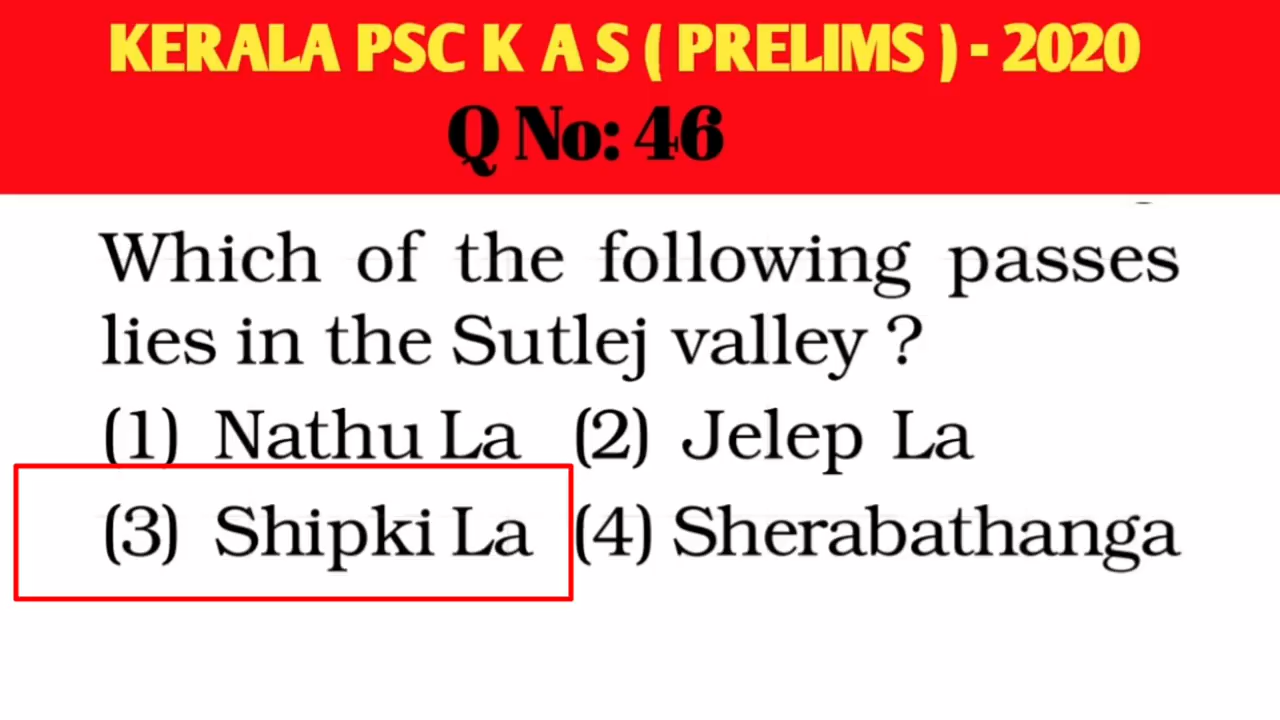 KERALA PSC K A S ( PRELIMS ) - 2020
Q No: 46
Which of the following passes
lies in the Sutlej valley ?
(1) Nathu La (2) Jelep La
(3) Shipki La (4) Sherabathanga